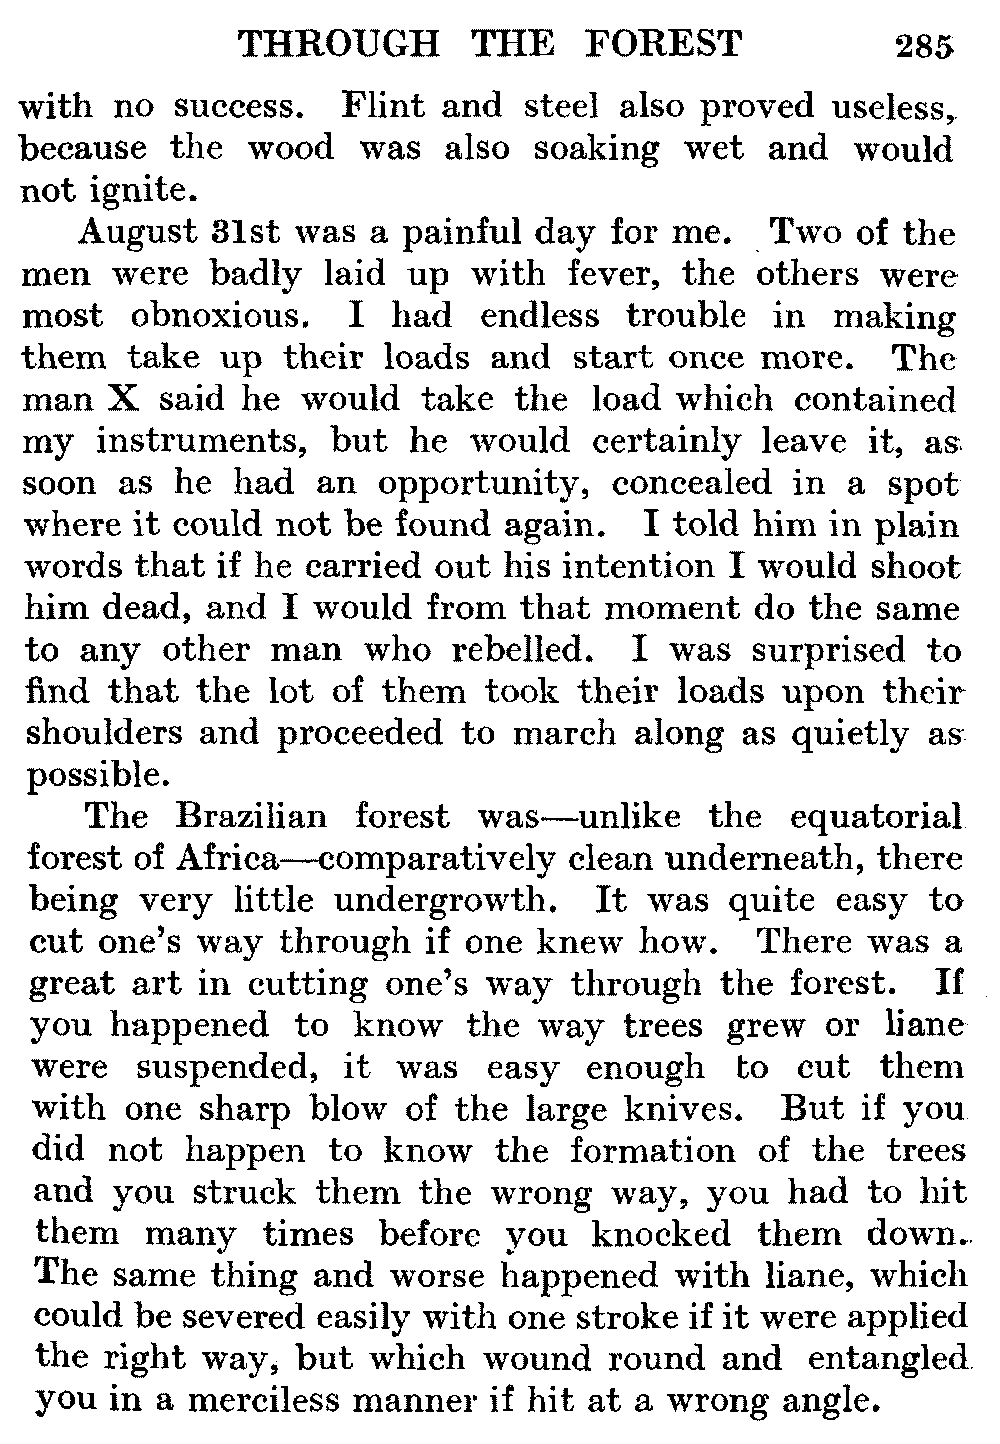 THROUGH THE FOREST 285
with no success. Flint and steel also proved useless,
because the wood was also soaking wet and would
not ignite.
August 31st was a painful day for me. Two of the
men were badly laid up with fever, the others were
most obnoxious. I had endless trouble in making
them take up their loads and start once more. The
man X said he would take the load which contained
my instruments, but he would certainly leave it, as
soon as he had an opportunity, concealed in a spot
where it could not be found again. I told him in plain
words that if he carried out his intention I would shoot
him dead, and I would from that moment do the same
to any other man who rebelled. I was surprised to
find that the lot of them took their loads upon their
shoulders and proceeded to march along as quietly as
possible.
The Brazilian forest was—unlike the equatorial
forest of Africa—comparatively clean underneath, there
being very little undergrowth. It was quite easy to
cut one's way through if one knew how. There was a
great art in cutting one's way through the forest. If
you happened to know the way trees grew or liane
were suspended, it was easy enough to cut them
with one sharp blow of the large knives. But if you
did not happen to know the formation of the trees
and you struck them the wrong way, you had to hit
them many times before you knocked them down.
The same thing and worse happened with liane, which
could be severed easily with one stroke if it were applied
the right way, but which wound round and entangled
you in a merciless manner if hit at a wrong angle.